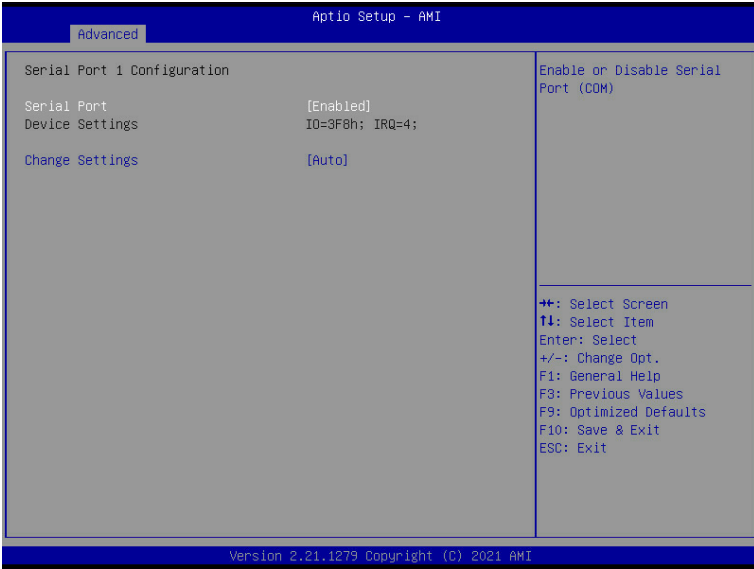 Aptio Setup – AMI
Advanced
Serial Port 1 Configuration
Serial Port [Enabled]
Device Settings IO=3F8h; IRQ=4;
Change Settings [Auto]
Enable or Disable Serial
Port (COM)
→←: Select Screen
↑↓: Select Item
Enter: Select
+/-: Change Opt.
F1: General Help
F3: Previous Values
F9: Optimized Defaults
F10: Save & Exit
ESC: Exit
Version 2.21.1279 Copyright (C) 2021 AMI